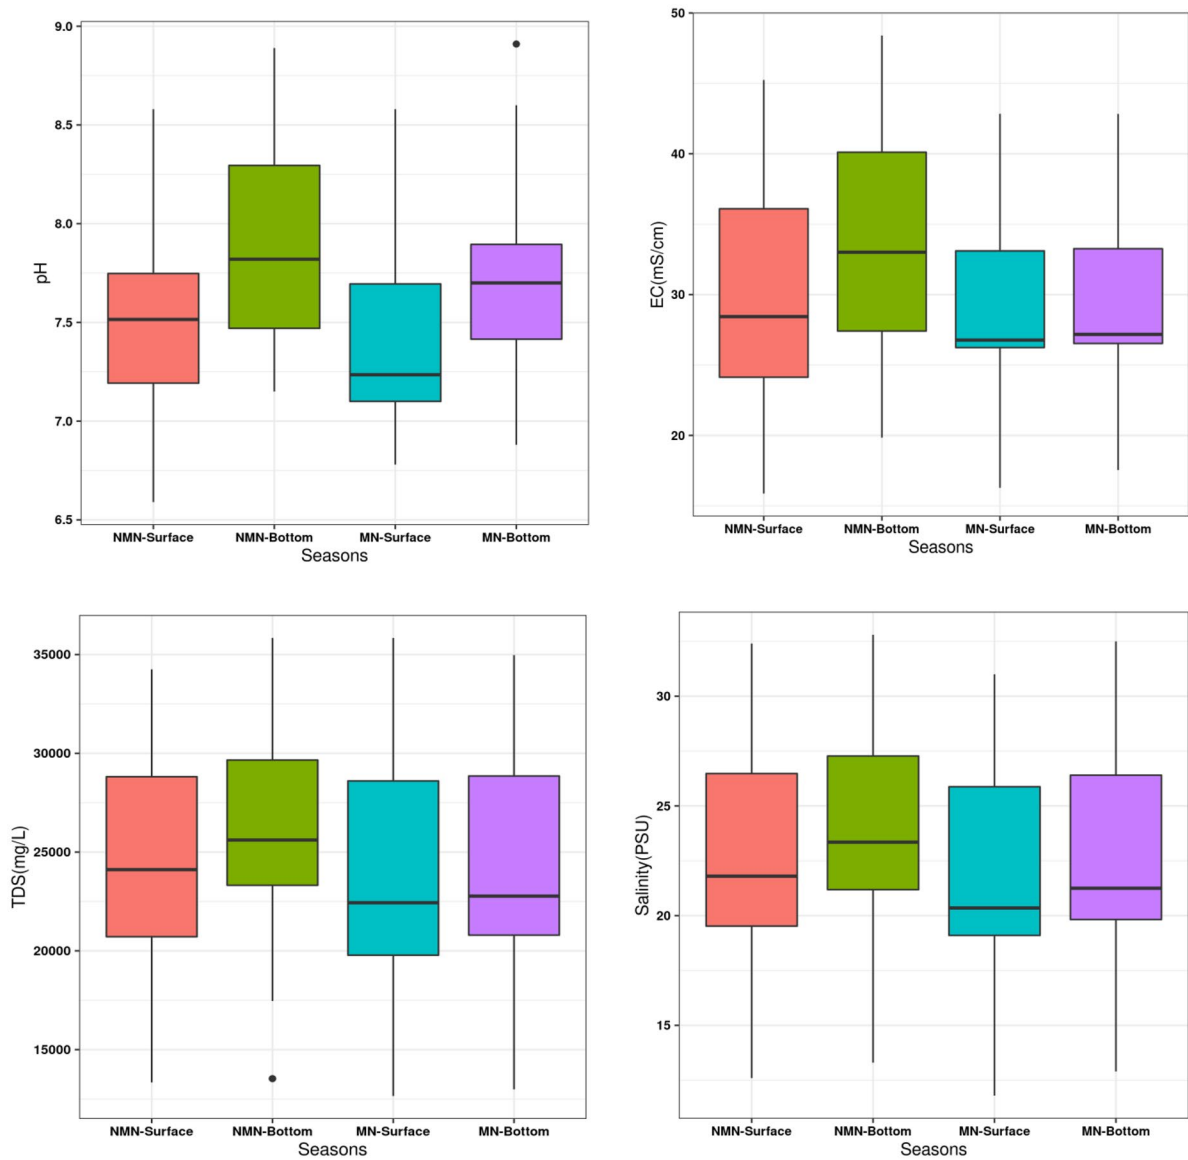 pH
9.0
8.5
8.0
7.5
7.0
6.5
NMN-Surface NMN-Bottom MN-Surface MN-Bottom
Seasons
EC(mS/cm)
50
40
30
20
NMN-Surface NMN-Bottom MN-Surface MN-Bottom
Seasons
TDS(mg/L)
35000
30000
25000
20000
15000
NMN-Surface NMN-Bottom MN-Surface MN-Bottom
Seasons
Salinity(PSU)
30
25
20
15
NMN-Surface NMN-Bottom MN-Surface MN-Bottom
Seasons